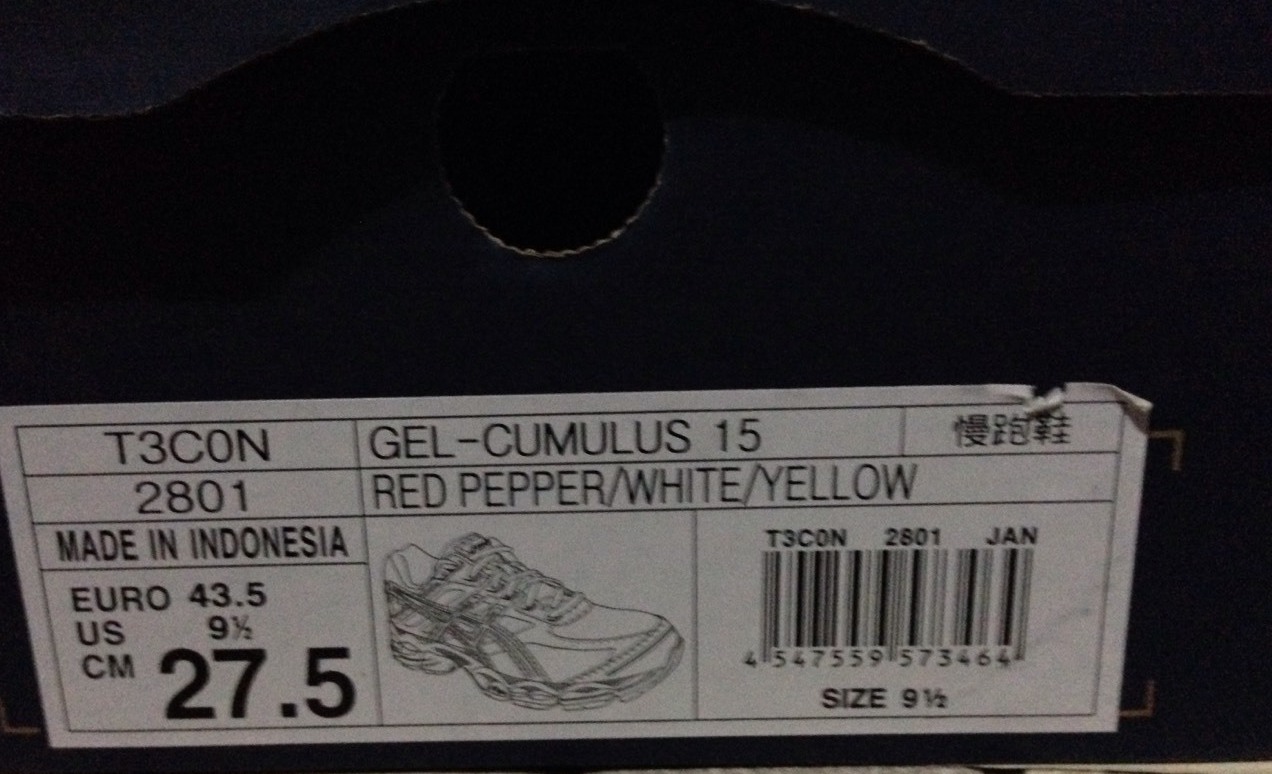 T3C0N
GEL-CUMULUS 15
慢跑鞋
2801
RED PEPPER/WHITE/YELLOW
MADE IN INDONESIA
EURO 43.5
US 9½
CM 27.5
T3C0N 2801 JAN
4 547559 573464
SIZE 9½